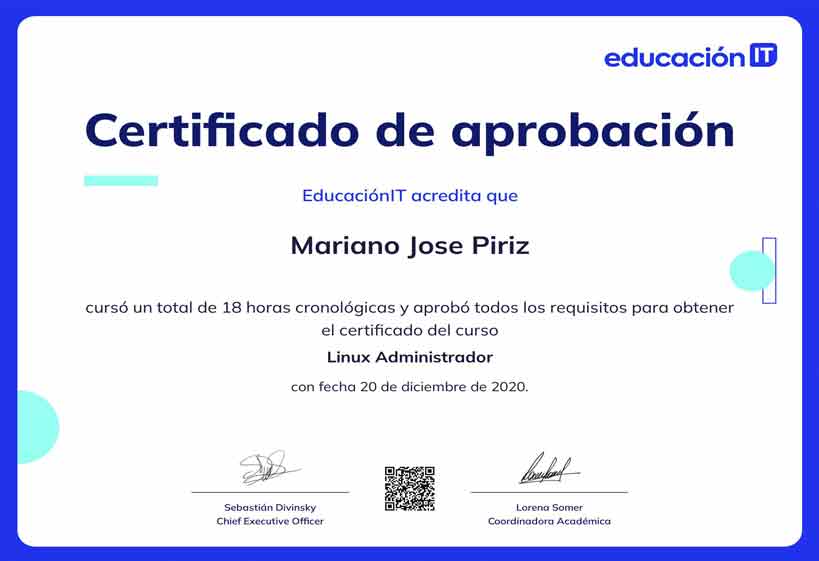 educación IT
Certificado de aprobación
EducaciónIT acredita que
Mariano Jose Piriz
cursó un total de 18 horas cronológicas y aprobó todos los requisitos para obtener
el certificado del curso
Linux Administrador
con fecha 20 de diciembre de 2020.
Sebastián Divinsky
Chief Executive Officer
Lorena Somer
Coordinadora Académica